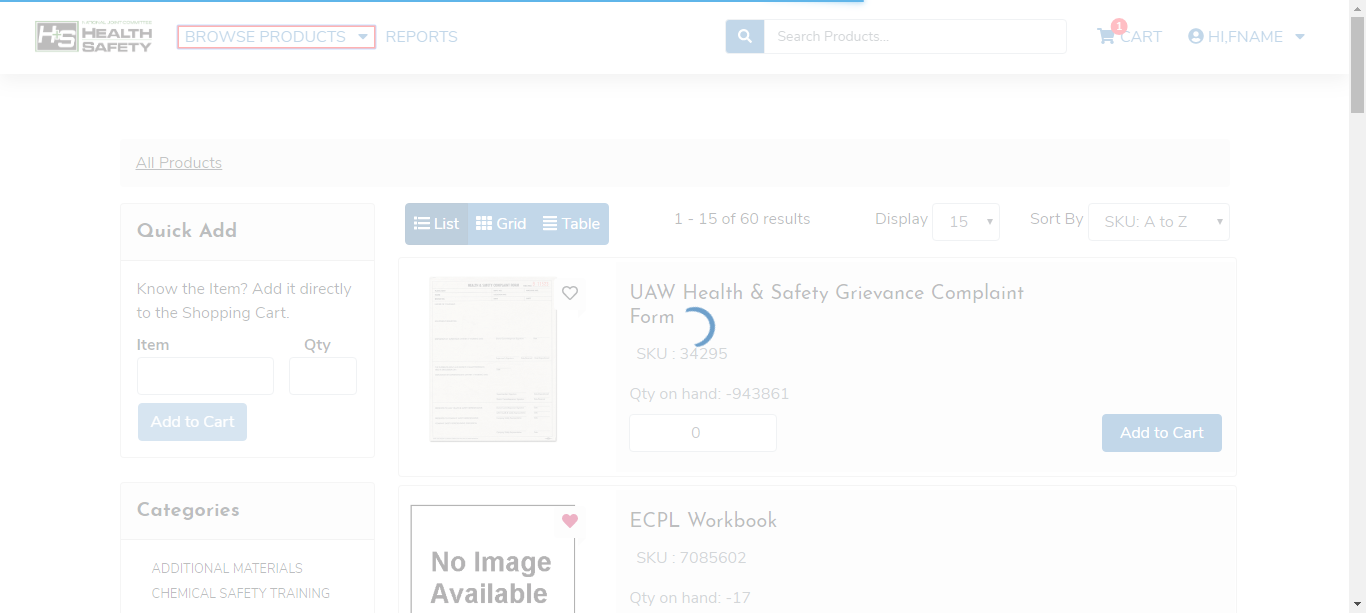 NATIONAL JOINT COMMITTEE
H+S HEALTH
SAFETY
BROWSE PRODUCTS
REPORTS
Search Products...
1
CART
HI,FNAME
All Products
Quick Add
Know the Item? Add it directly
to the Shopping Cart.
Item Qty
Add to Cart
Categories
ADDITIONAL MATERIALS
CHEMICAL SAFETY TRAINING
List Grid Table
1 - 15 of 60 results
Display 15
Sort By SKU: A to Z
UAW Health & Safety Grievance Complaint
Form
SKU : 34295
Qty on hand: -943861
0
Add to Cart
No Image
Available
ECPL Workbook
SKU : 7085602
Qty on hand: -17